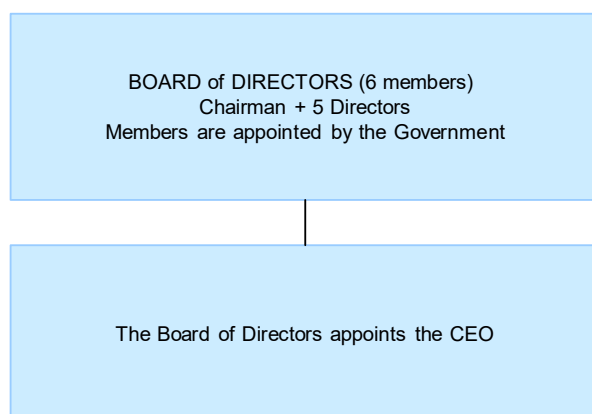 BOARD of DIRECTORS (6 members)
Chairman + 5 Directors
Members are appointed by the Government
The Board of Directors appoints the CEO